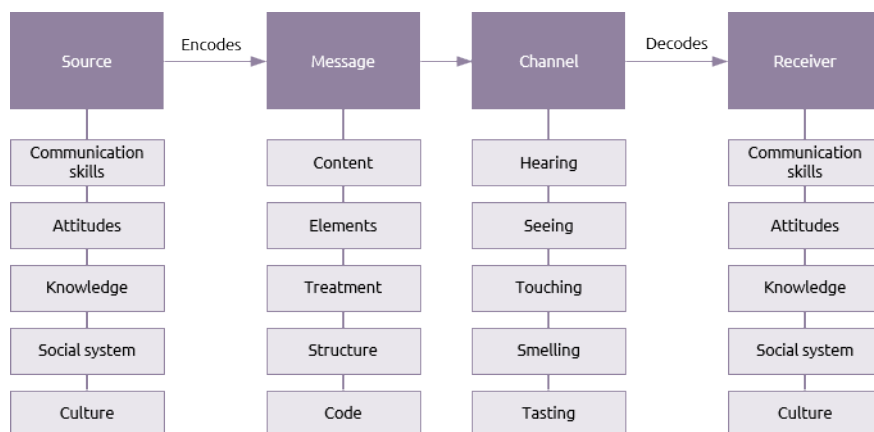 Source
Encodes
Message
Channel
Decodes
Receiver
Communication
skills
Content
Hearing
Communication
skills
Attitudes
Elements
Seeing
Attitudes
Knowledge
Treatment
Touching
Knowledge
Social system
Structure
Smelling
Social system
Culture
Code
Tasting
Culture